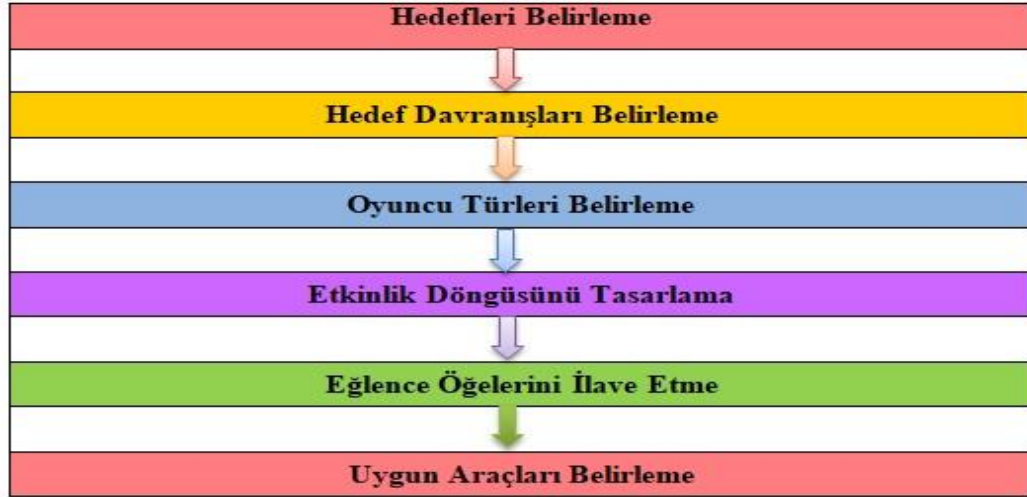 Hedefleri Belirleme
Hedef Davranışları Belirleme
Oyuncu Türleri Belirleme
Etkinlik Döngüsünü Tasarlama
Eğlence Öğelerini İlave Etme
Uygun Araçları Belirleme